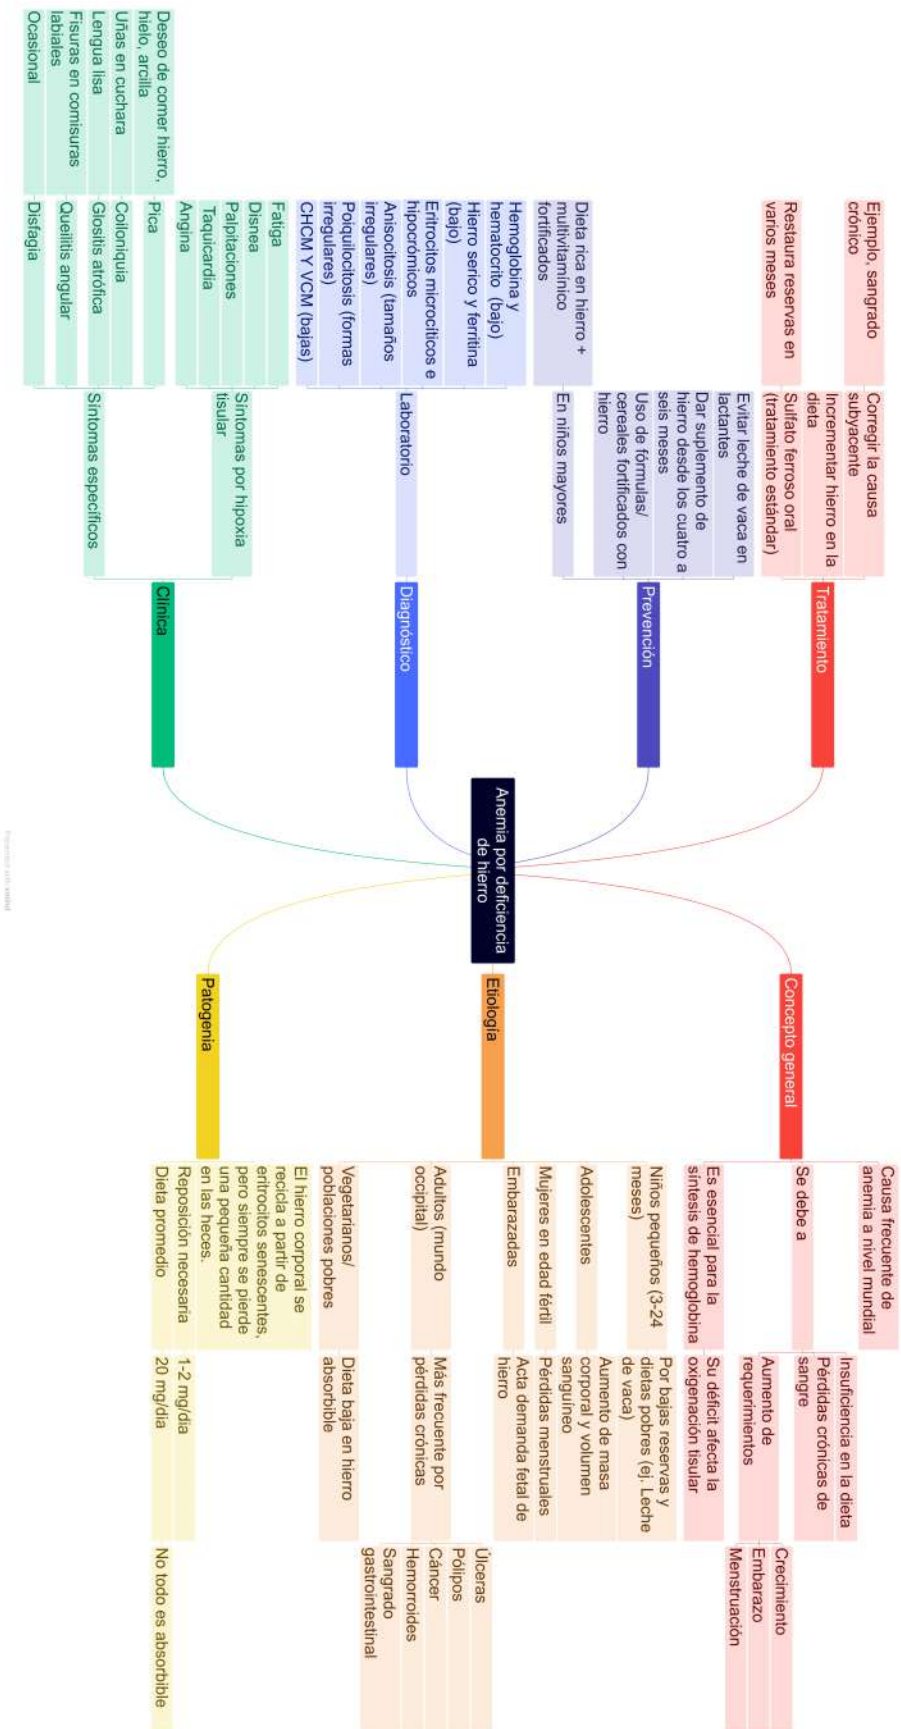 Anemia por deficiencia
de hierro
Concepto general
Causa frecuente de
anemia a nivel mundial
Se debe a
Insuficiencia en la dieta
Pérdidas crónicas de
sangre
Aumento de
requerimientos
Crecimiento
Embarazo
Menstruación
Es esencial para la
síntesis de hemoglobina
Su déficit afecta la
oxigenación tisular
Etiología
Niños pequeños (3-24
meses)
Por bajas reservas y
dietas pobres (ej. Leche
de vaca)
Adolescentes
Aumento de masa
corporal y volumen
sanguíneo
Mujeres en edad fértil
Pérdidas menstruales
Embarazadas
Acta demanda fetal de
hierro
Adultos (mundo
occipital)
Más frecuente por
pérdidas crónicas
Úlceras
Pólipos
Cáncer
Hemorroides
Sangrado
gastrointestinal
Vegetarianos/
poblaciones pobres
Dieta baja en hierro
absorbible
Patogenia
El hierro corporal se
recicla a partir de
eritrocitos senescentes,
pero siempre se pierde
una pequeña cantidad
en las heces.
Reposición necesaria
1-2 mg/dia
Dieta promedio
20 mg/dia
No todo es absorbible
Tratamiento
Corregir la causa
subyacente
Ejemplo, sangrado
crónico
Incrementar hierro en la
dieta
Sulfato ferroso oral
(tratamiento estándar)
Restaura reservas en
varios meses
Prevención
Evitar leche de vaca en
lactantes
Dar suplemento de
hierro desde los cuatro a
seis meses
Uso de fórmulas/
cereales fortificados con
hierro
En niños mayores
Dieta rica en hierro +
multivitamínico
fortificados
Diagnóstico
Laboratorio
Hemoglobina y
hematocrito (bajo)
Hierro serico y ferritina
(bajo)
Eritrocitos microcíticos e
hipocrómicos
Anisocitosis (tamaños
irregulares)
Poiquilocitosis (formas
irregulares)
CHCM Y VCM (bajas)
Clínica
Síntomas por hipoxia
tisular
Fatiga
Disnea
Palpitaciones
Taquicardia
Angina
Síntomas específicos
Pica
Deseo de comer hierro,
hielo, arcilla
Coiloniquia
Uñas en cuchara
Glositis atrófica
Lengua lisa
Queilitis angular
Fisuras en comisuras
labiales
Disfagia
Ocasional
Presented with xmind